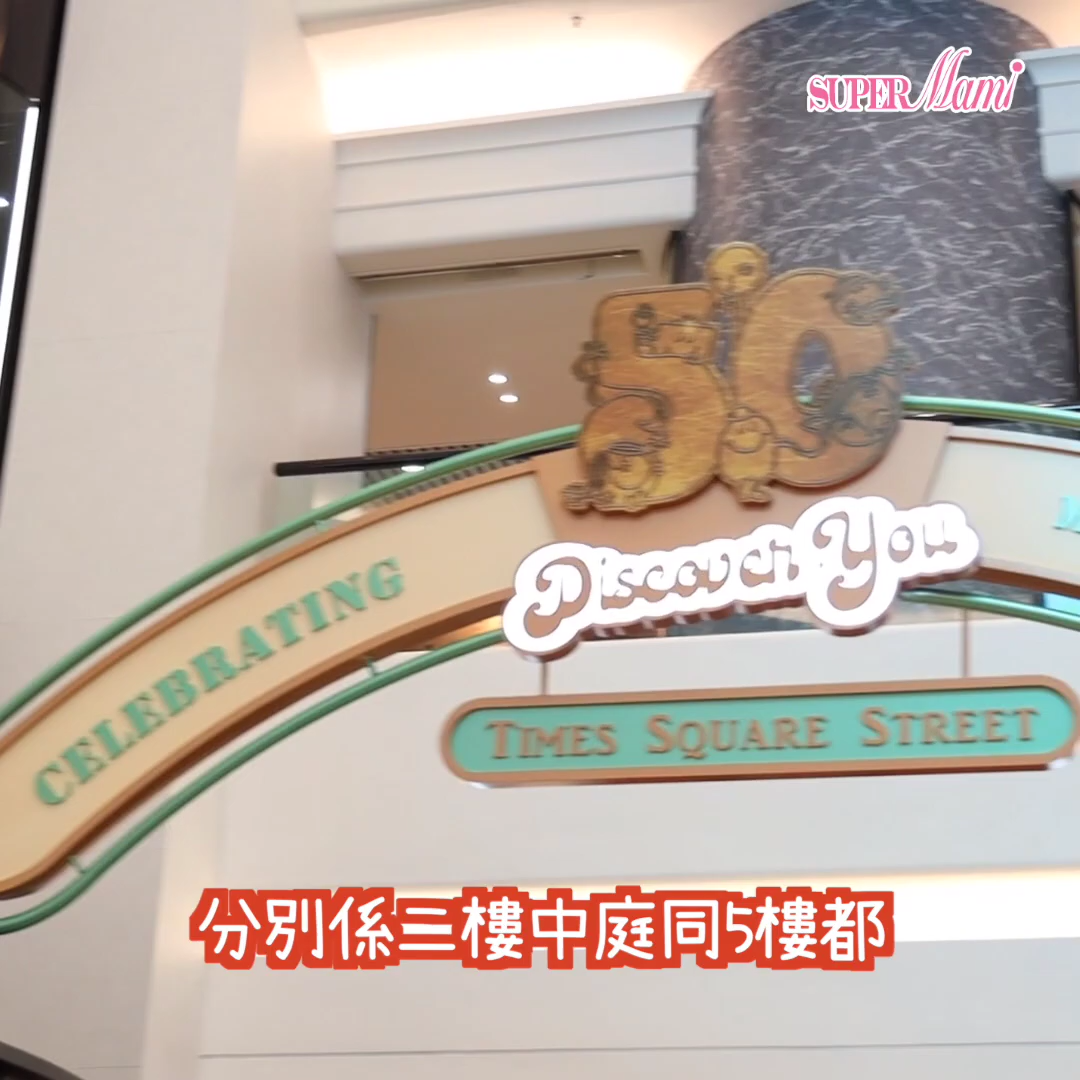 SUPER Mami
50
CELEBRATING
Discover You
TIMES SQUARE STREET
分別係二樓中庭同5樓都